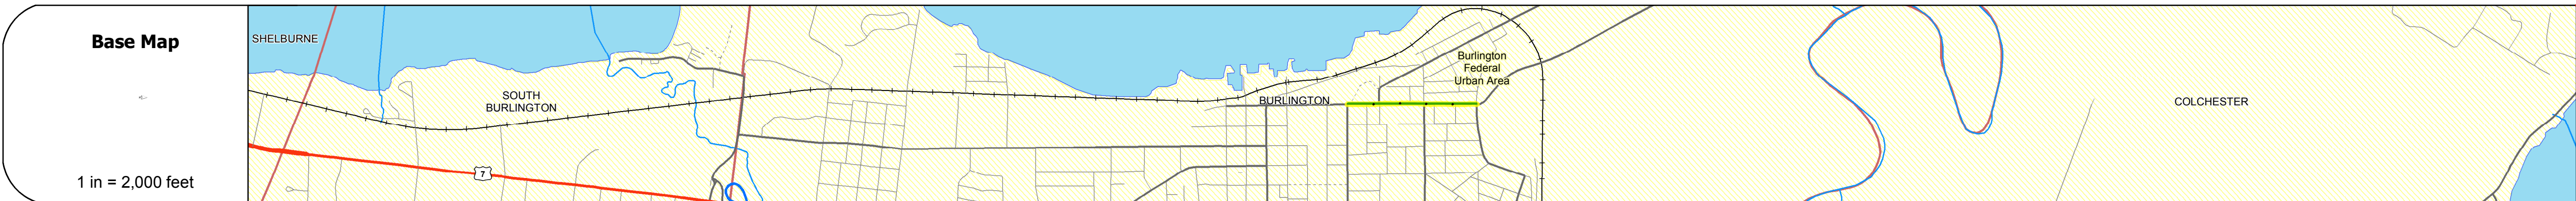 Base Map
1 in = 2,000 feet
SHELBURNE
SOUTH
BURLINGTON
7
BURLINGTON
Burlington
Federal
Urban Area
COLCHESTER